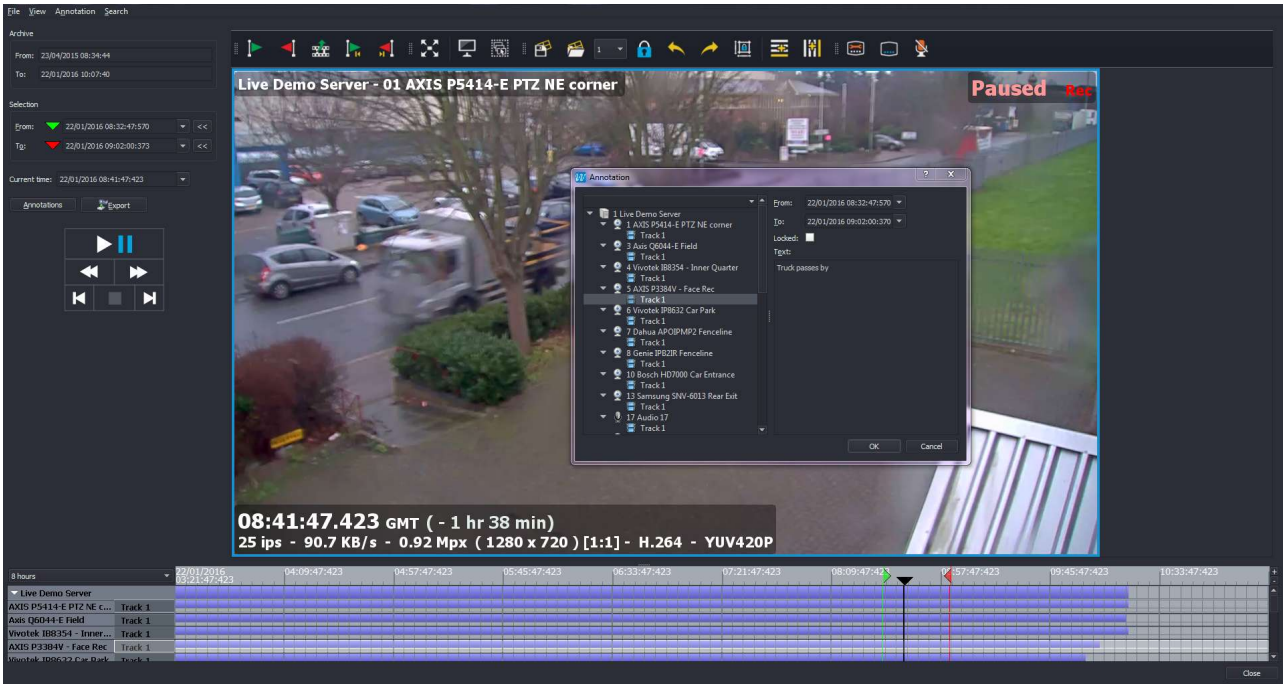 File View Annotation Search
Archive
From: 23/04/2015 08:34:44
To: 22/01/2016 10:07:40
Selection
From: 22/01/2016 08:32:47:570 <<
To: 22/01/2016 09:02:00:373 <<
Current time: 22/01/2016 08:41:47:423
Annotations Export
1
Live Demo Server - 01 AXIS P5414-E PTZ NE corner
Paused Rec
Annotation ? X
1 Live Demo Server
1 AXIS P5414-E PTZ NE corner
Track 1
3 Axis Q6044-E Field
Track 1
4 Vivotek IB8354 - Inner Quarter
Track 1
5 AXIS P3384V - Face Rec
Track 1
6 Vivotek IP8632 Car Park
Track 1
7 Dahua APOIPMP2 Fenceline
Track 1
8 Genie IPB2IR Fenceline
Track 1
10 Bosch HD7000 Car Entrance
Track 1
13 Samsung SNV-6013 Rear Exit
Track 1
17 Audio 17
Track 1
From: 22/01/2016 08:32:47:570
To: 22/01/2016 09:02:00:370
Locked:
Text:
Truck passes by
OK Cancel
08:41:47.423 GMT ( - 1 hr 38 min)
25 ips - 90.7 KB/s - 0.92 Mpx ( 1280 x 720 ) [1:1] - H.264 - YUV420P
8 hours
22/01/2016
03:21:47:423 04:09:47:423 04:57:47:423 05:45:47:423 06:33:47:423 07:21:47:423 08:09:47:423 :57:47:423 09:45:47:423 10:33:47:423
Live Demo Server
AXIS P5414-E PTZ NE c... Track 1
Axis Q6044-E Field Track 1
Vivotek IB8354 - Inner... Track 1
AXIS P3384V - Face Rec Track 1
Vivotek IP8632 Car Park Track 1
Close